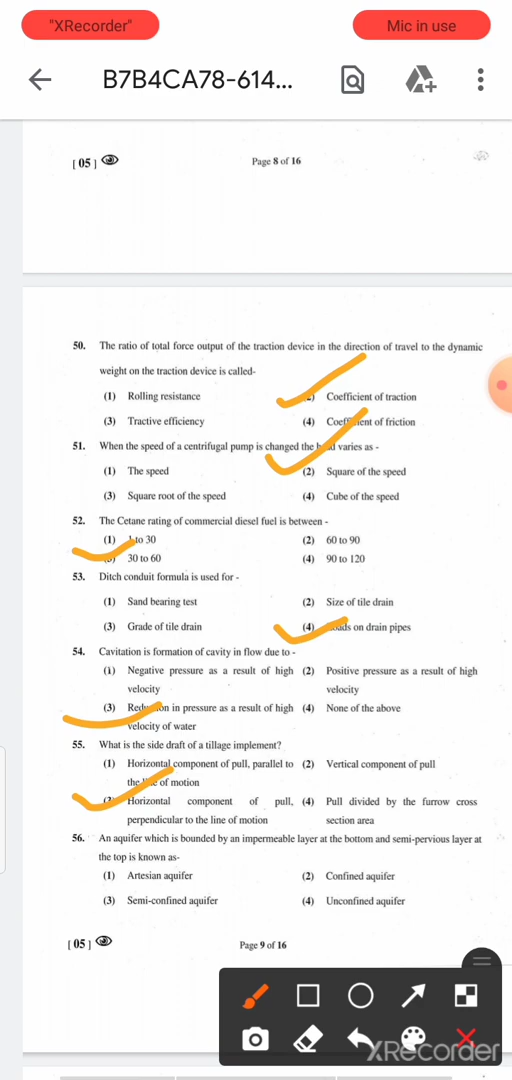 "XRecorder"
Mic in use
B7B4CA78-614...
[ 05 ]
Page 8 of 16
50. The ratio of total force output of the traction device in the direction of travel to the dynamic
weight on the traction device is called-
(1) Rolling resistance
Coefficient of traction
(3) Tractive efficiency
(4) Coefficient of friction
51. When the speed of a centrifugal pump is changed the head varies as -
(1) The speed
(2) Square of the speed
(3) Square root of the speed
(4) Cube of the speed
52. The Cetane rating of commercial diesel fuel is between -
(1) to 30
(2) 60 to 90
(3) 30 to 60
(4) 90 to 120
53. Ditch conduit formula is used for -
(1) Sand bearing test
(2) Size of tile drain
(3) Grade of tile drain
(4) Loads on drain pipes
54. Cavitation is formation of cavity in flow due to -
(1) Negative pressure as a result of high
velocity
(2) Positive pressure as a result of high
velocity
(3) Reduction in pressure as a result of high
velocity of water
(4) None of the above
55. What is the side draft of a tillage implement?
(1) Horizontal component of pull, parallel to
the line of motion
(2) Vertical component of pull
(3) Horizontal component of pull,
perpendicular to the line of motion
(4) Pull divided by the furrow cross
section area
56. An aquifer which is bounded by an impermeable layer at the bottom and semi-pervious layer at
the top is known as-
(1) Artesian aquifer
(2) Confined aquifer
(3) Semi-confined aquifer
(4) Unconfined aquifer
[ 05 ]
Page 9 of 16
XRecorder